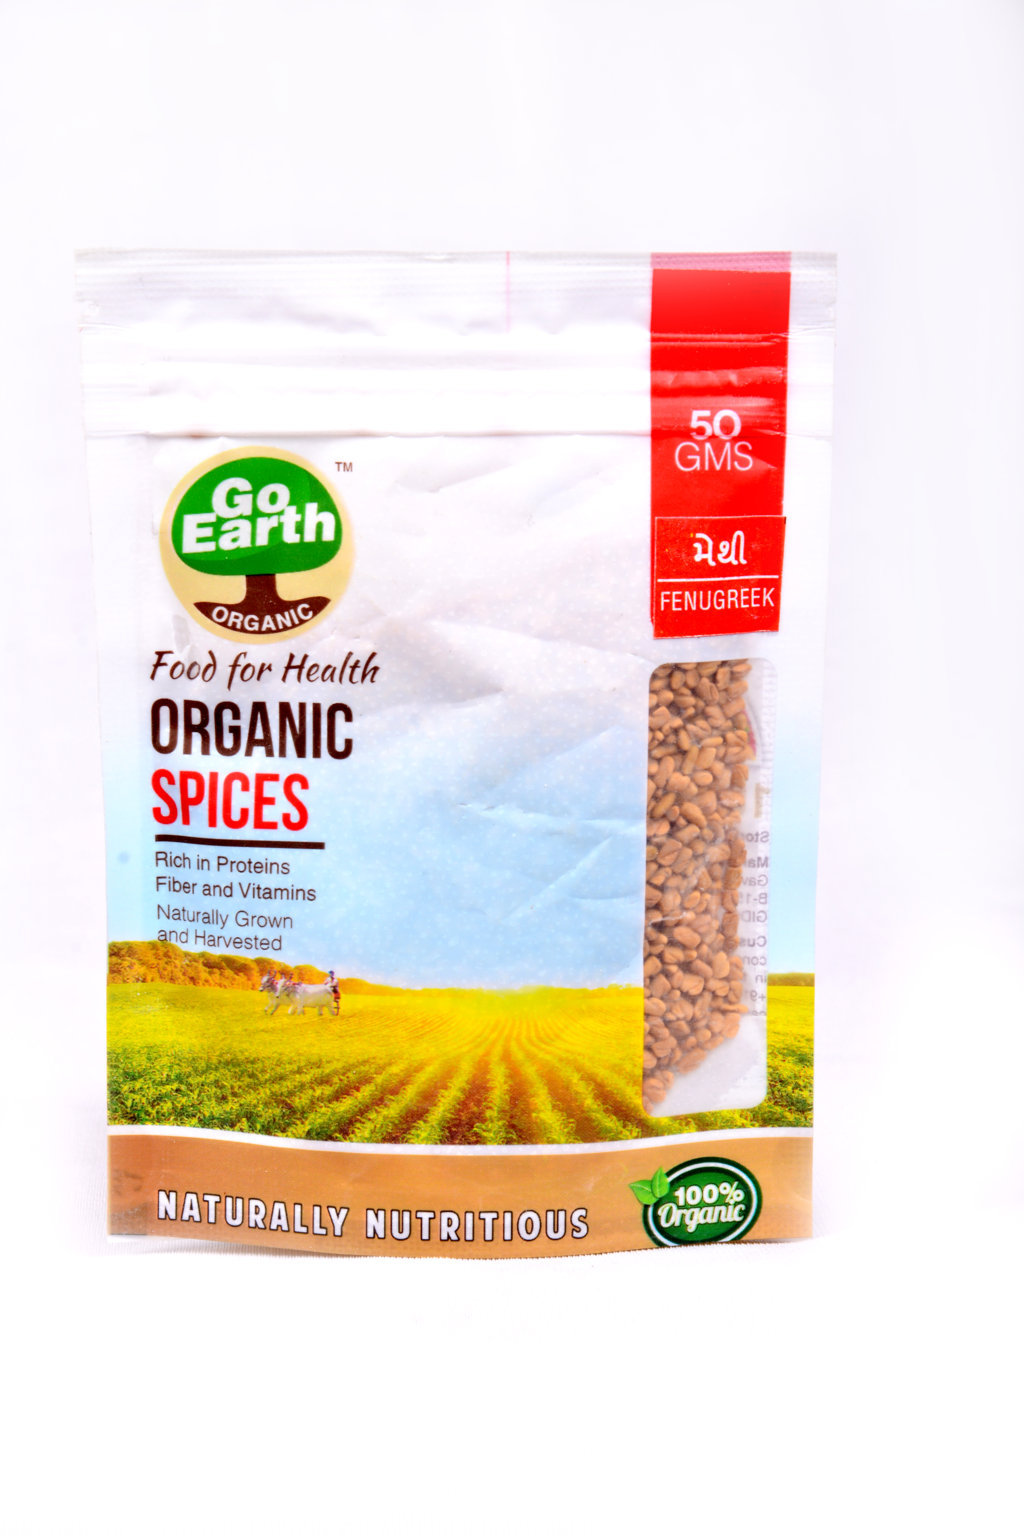 50
GMS
મેથી
FENUGREEK
Go
Earth
TM
ORGANIC
Food for Health
ORGANIC
SPICES
Rich in Proteins
Fiber and Vitamins
Naturally Grown
and Harvested
NATURALLY NUTRITIOUS
100%
Organic